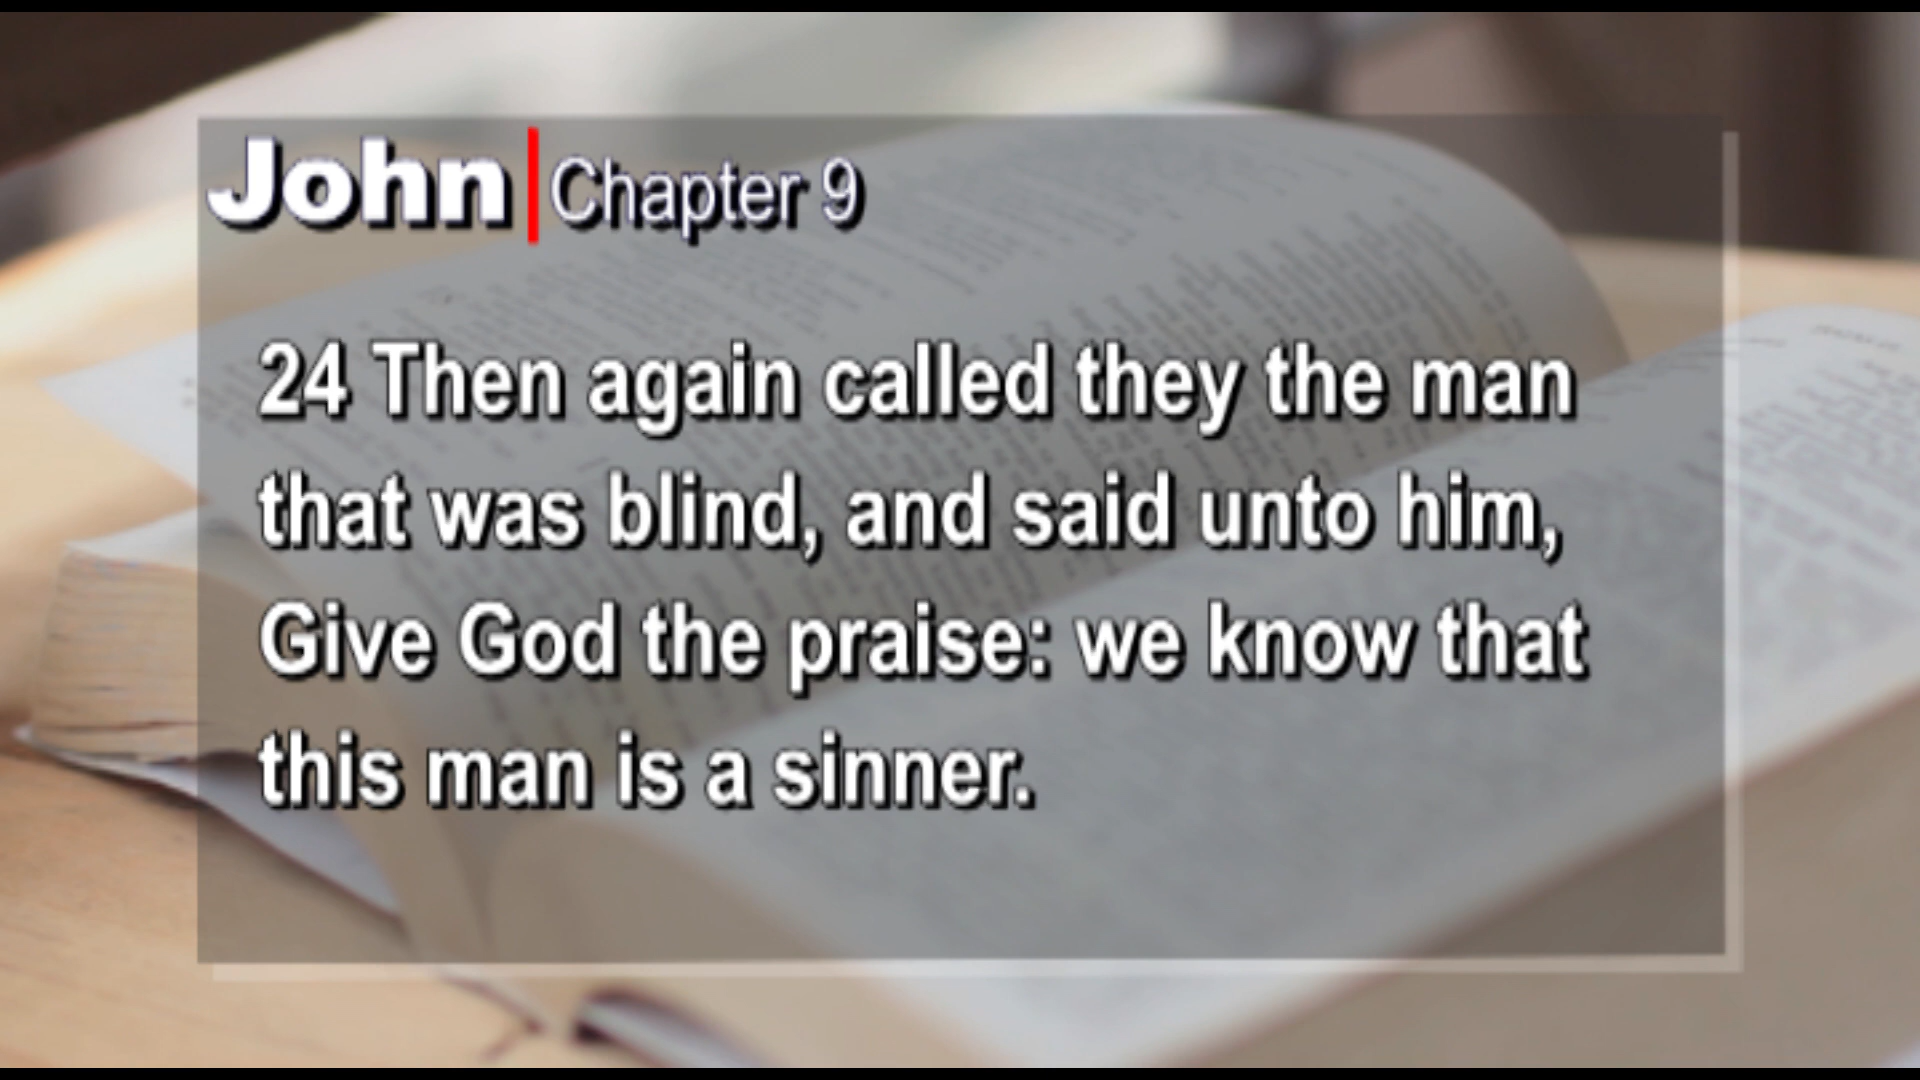 John | Chapter 9
24 Then again called they the man
that was blind, and said unto him,
Give God the praise: we know that
this man is a sinner.